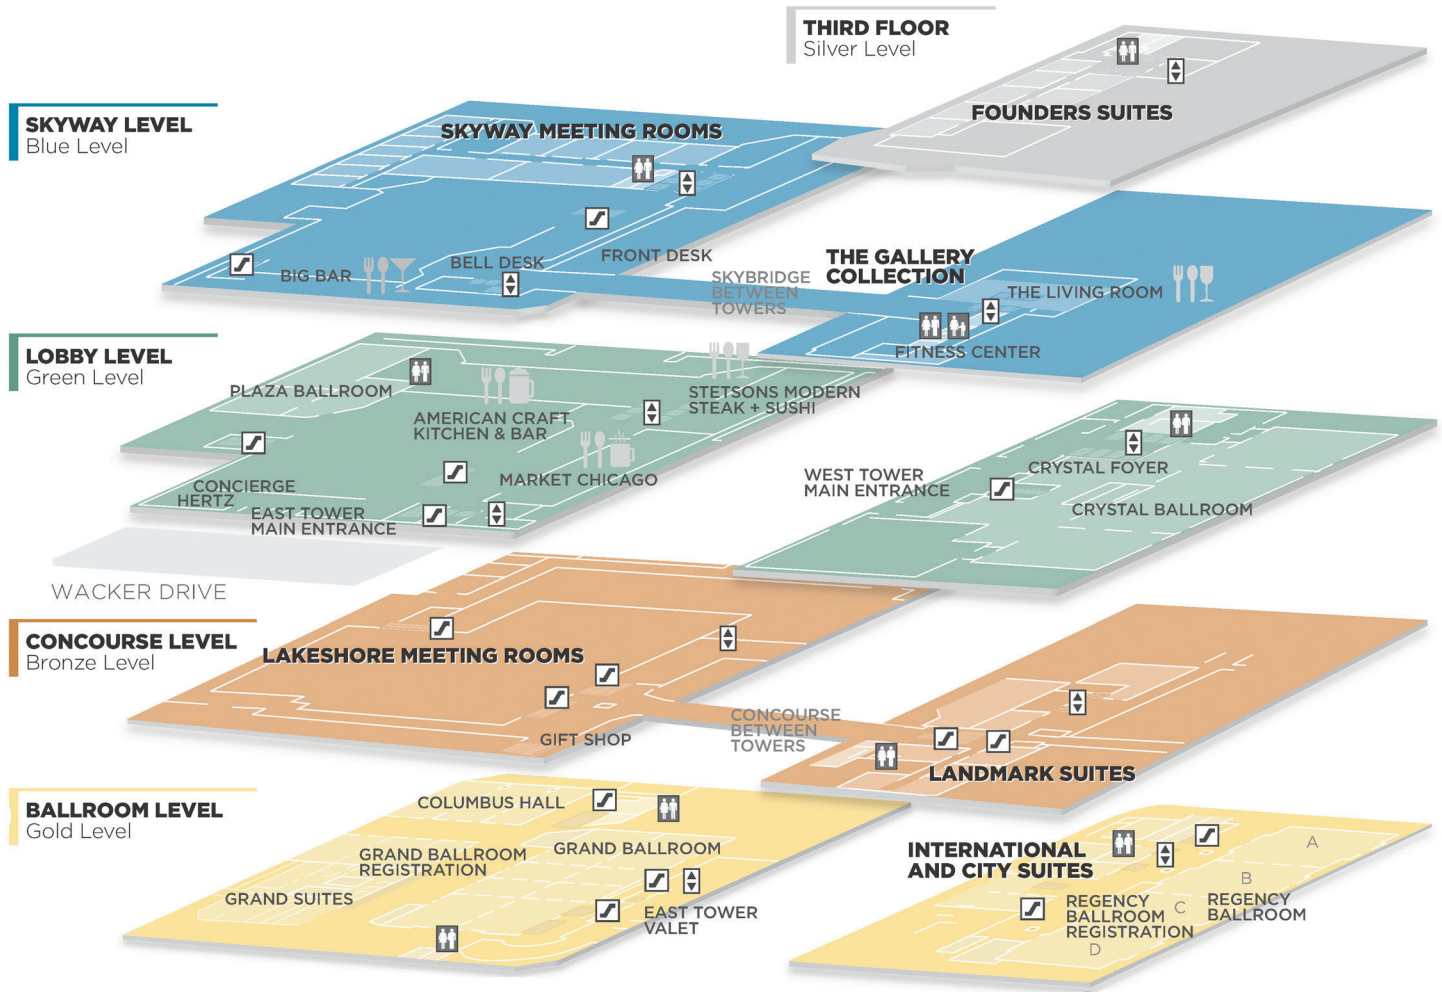 THIRD FLOOR
Silver Level
FOUNDERS SUITES
SKYWAY LEVEL
Blue Level
SKYWAY MEETING ROOMS
FRONT DESK
BELL DESK
BIG BAR
SKYBRIDGE
BETWEEN
TOWERS
THE GALLERY
COLLECTION
THE LIVING ROOM
FITNESS CENTER
LOBBY LEVEL
Green Level
PLAZA BALLROOM
AMERICAN CRAFT
KITCHEN & BAR
STETSONS MODERN
STEAK + SUSHI
MARKET CHICAGO
CONCIERGE
HERTZ
EAST TOWER
MAIN ENTRANCE
WEST TOWER
MAIN ENTRANCE
CRYSTAL FOYER
CRYSTAL BALLROOM
WACKER DRIVE
CONCOURSE LEVEL
Bronze Level
LAKESHORE MEETING ROOMS
GIFT SHOP
CONCOURSE
BETWEEN
TOWERS
LANDMARK SUITES
BALLROOM LEVEL
Gold Level
COLUMBUS HALL
GRAND BALLROOM
REGISTRATION
GRAND BALLROOM
GRAND SUITES
EAST TOWER
VALET
INTERNATIONAL
AND CITY SUITES
REGENCY
BALLROOM
REGISTRATION
A
B
C
D
REGENCY
BALLROOM